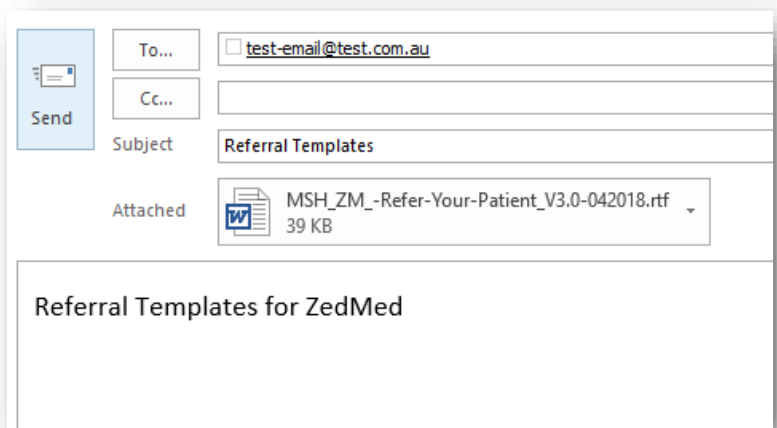 To...
test-email@test.com.au
Cc...
Send
Subject
Referral Templates
Attached
MSH_ZM_-Refer-Your-Patient_V3.0-042018.rtf
39 KB
Referral Templates for ZedMed